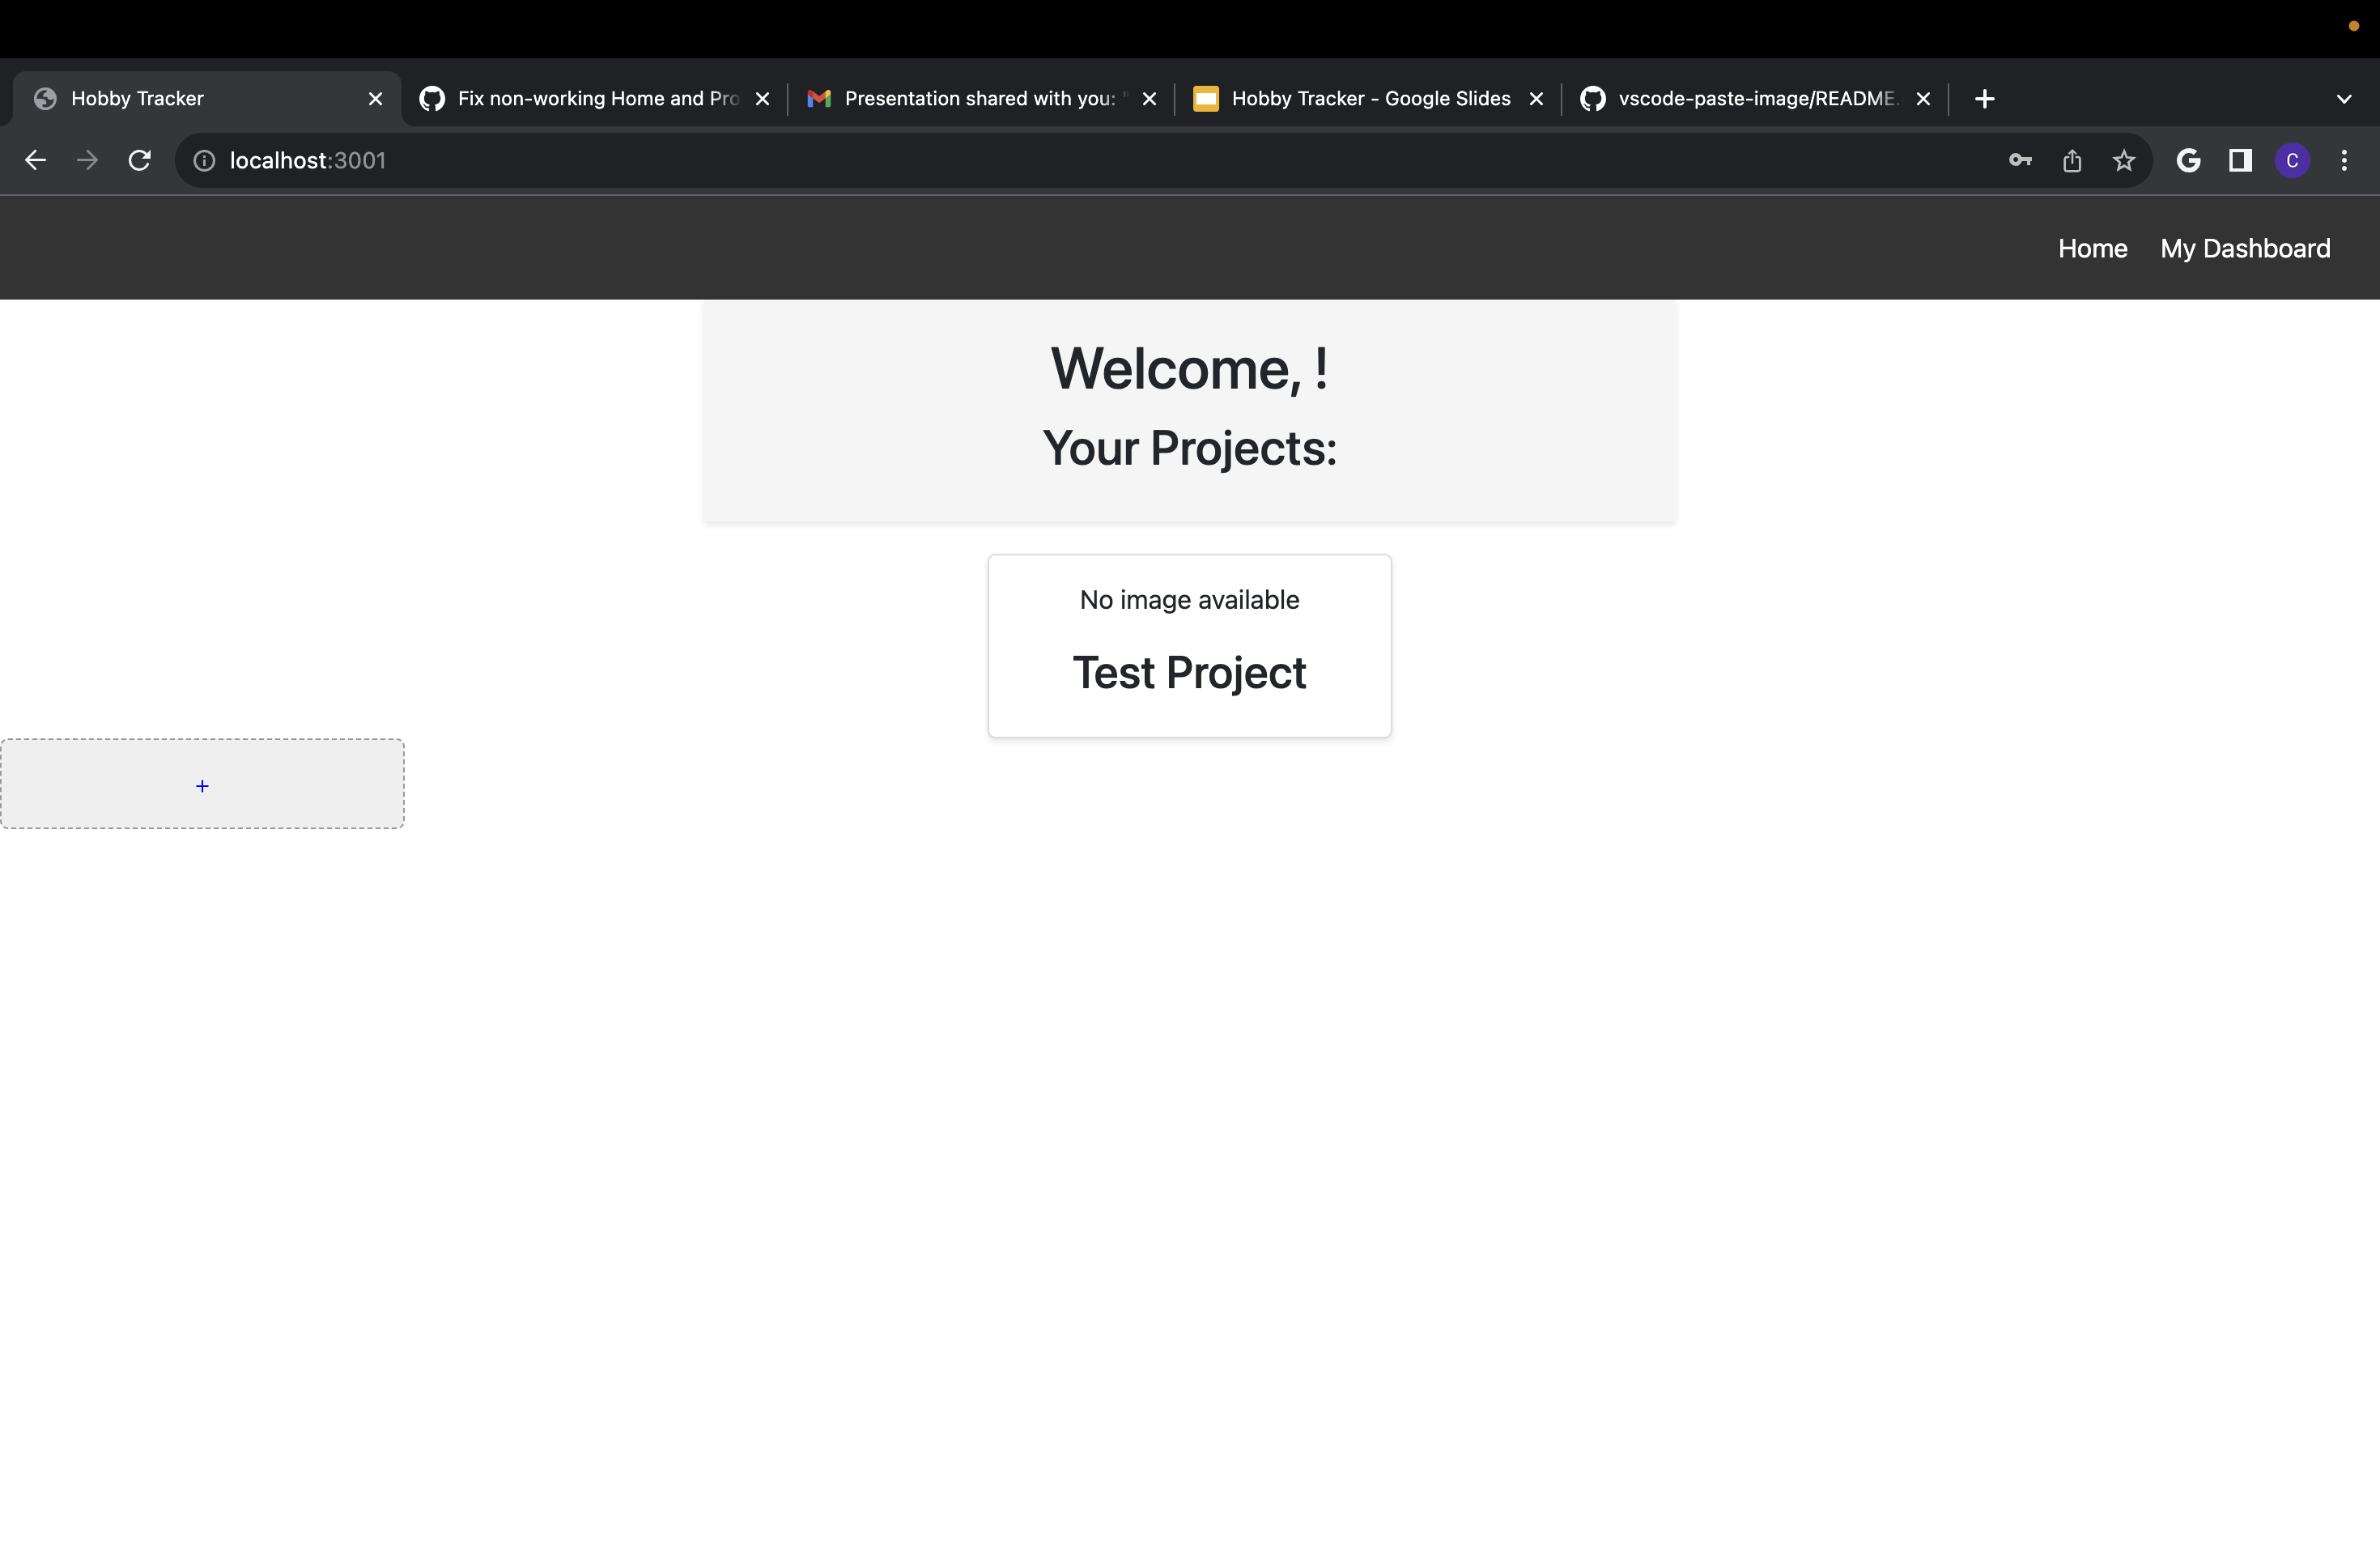 Hobby Tracker
Fix non-working Home and Pro
Presentation shared with you: "
Hobby Tracker - Google Slides
vscode-paste-image/README.
localhost:3001
C
Home
My Dashboard
Welcome, !
Your Projects:
No image available
Test Project
+